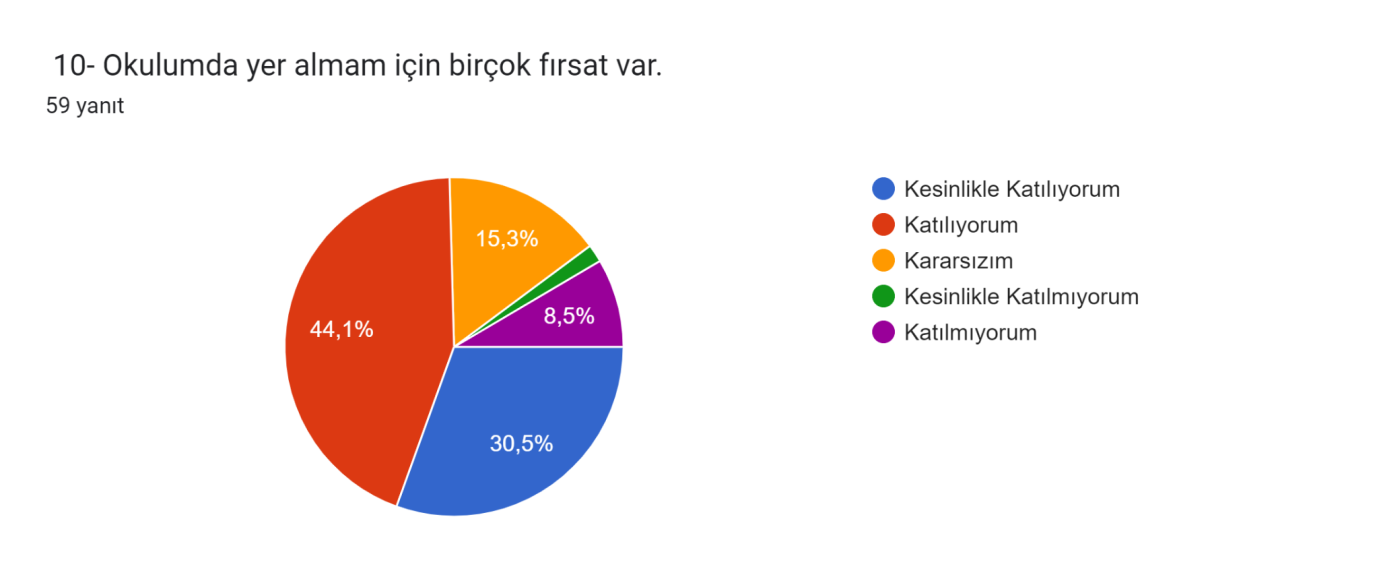 10- Okulumda yer almam için birçok fırsat var.
59 yanıt
15,3%
44,1%
8,5%
30,5%
Kesinlikle Katılıyorum
Katılıyorum
Kararsızım
Kesinlikle Katılmıyorum
Katılmıyorum